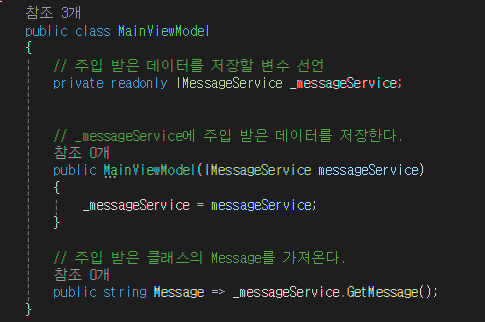 참조 3개
public class MainViewModel
{
// 주입 받은 데이터를 저장할 변수 선언
private readonly IMessageService _messageService;
// _messageService에 주입 받은 데이터를 저장한다.
참조 0개
public MainViewModel(IMessageService messageService)
{
_messageService = messageService;
}
// 주입 받은 클래스의 Message를 가져온다.
참조 0개
public string Message => _messageService.GetMessage();
}